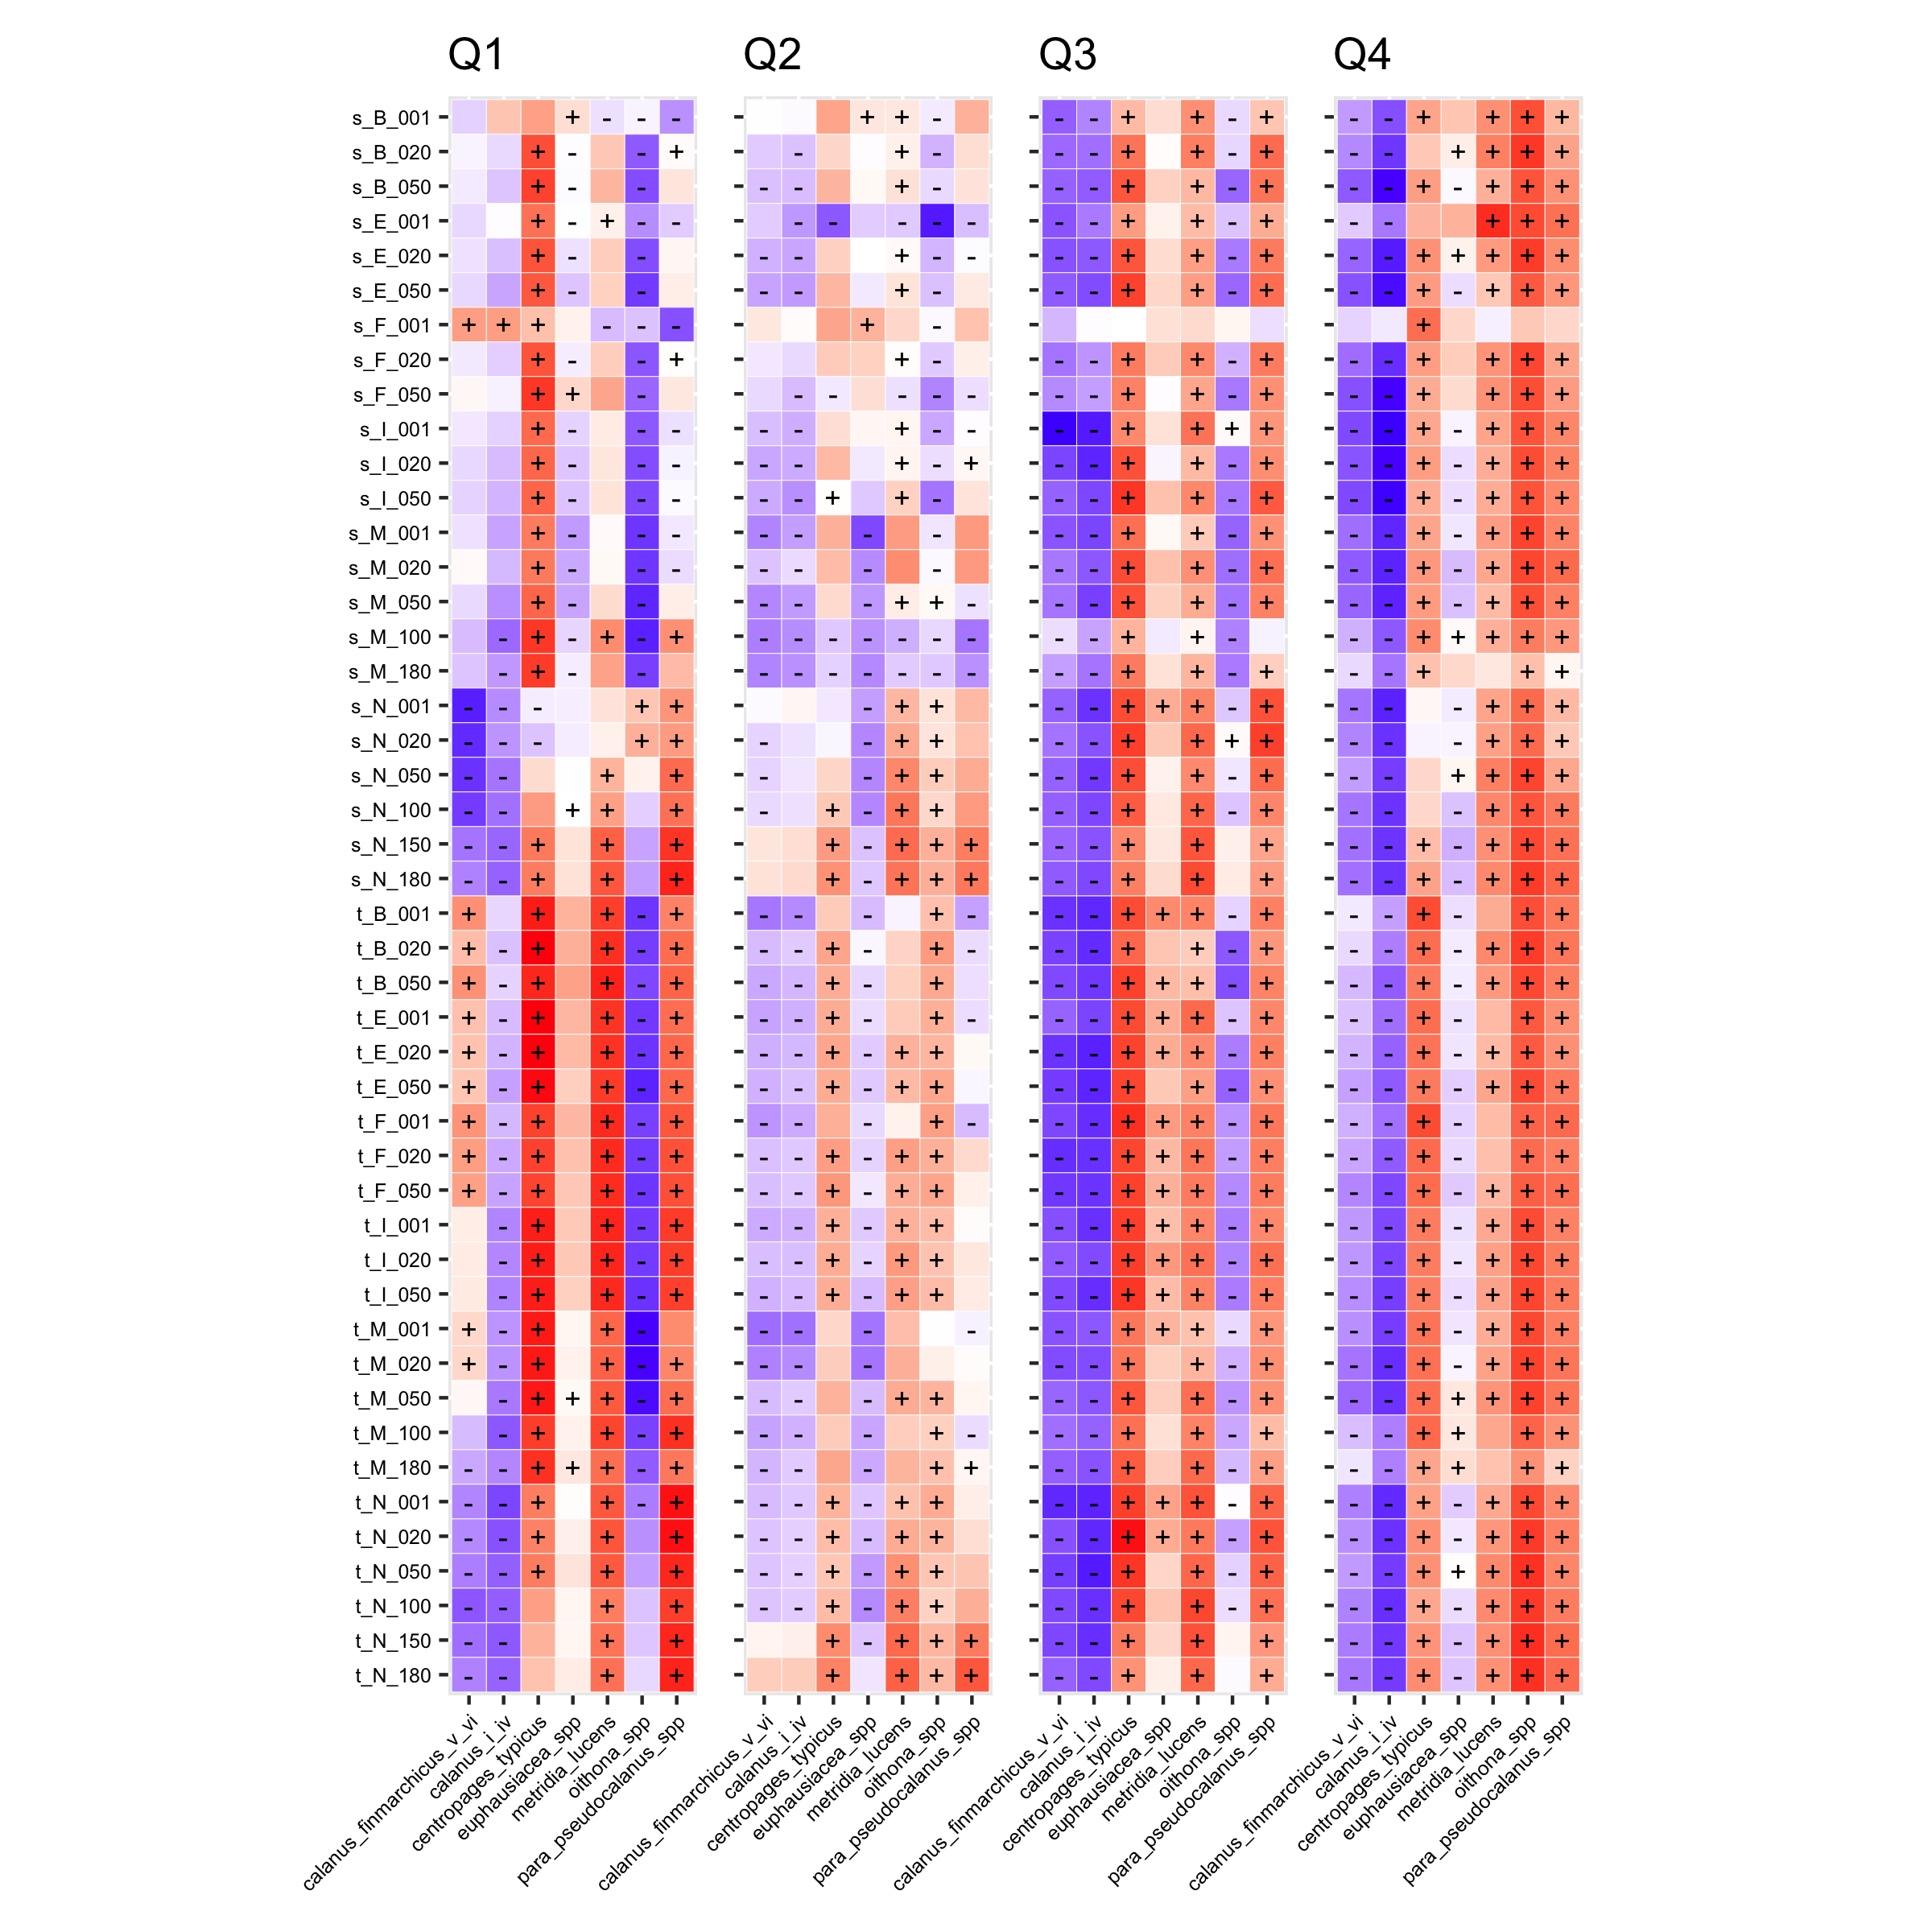 Q1 Q2 Q3 Q4
s_B_001 + - - - + + - - - + + - + - - + + + +
s_B_020 + - - + - + - - - + + - + - - + + + +
s_B_050 + - - - - + - - - + + - + - - + - + + +
s_E_001 + - + - - - - - - - - - + + - + - - + + +
s_E_020 + - - - - + - - - - + + - + - - + + + + +
s_E_050 + - - - - + - - - + + - + - - + - + + +
s_F_001 + + + - - - + - +
s_F_020 + - - + + - - - + + - + - - + + + +
s_F_050 + + - - - - - - - - + + - + - - + + + +
s_I_001 + - - - - - + - - - - + + + + - - + - + + +
s_I_020 + - - - - - + - + - - + + - + - - + - + + +
s_I_050 + - - - - - + + - - - + + - + - - + - + + +
s_M_001 + - - - - - - - - - + + - + - - + - + + +
s_M_020 + - - - - - - - - - + + - + - - + - + + +
s_M_050 + - - - - - + + - - - + + - + - - + - + + +
s_M_100 - + - + - + - - - - - - - - - + + - - - + + + + +
s_M_180 - + - - - - - - - - - - - + + - + - - + + +
s_N_001 - - - + + - + + - - + + + - + - - - + + +
s_N_020 - - - + + - - + + - - + + + + - - - + + +
s_N_050 - - + + - - + + - - + + - + - - + + + +
s_N_100 - - + + + - + - + + - - + + - + - - - + + +
s_N_150 - - + + + + - + + + - - + + + - - + - + + +
s_N_180 - - + + + + - + + + - - + + + - - + - + + +
t_B_001 + + + - + - - - + - - - + + + - + - - + - + +
t_B_020 + - + + - + - - + - + - - - + + - + - - + - + + +
t_B_050 + - + + - + - - + - + - - + + + - + - - + - + + +
t_E_001 + - + + - + - - + - + - - - + + + - + - - + - + +
t_E_020 + - + + - + - - + - + + - - + + + - + - - + - + + +
t_E_050 + - + + - + - - + - + + - - + + - + - - + - + + +
t_F_001 + - + + - + - - - + - - - + + + - + - - + - + +
t_F_020 + - + + - + - - + - + + - - + + + - + - - + - + +
t_F_050 + - + + - + - - + - + + - - + + + - + - - + - + + +
t_I_001 - + + - + - - + - + + - - + + + - + - - + - + + +
t_I_020 - + + - + - - + - + + - - + + + - + - - + - + + +
t_I_050 - + + - + - - + - + + - - + + + - + - - + - + + +
t_M_001 + - + + - - - - - - - + + + - + - - + - + + +
t_M_020 + - + + - + - - - - - + + - + - - + - + + +
t_M_050 - + + + - + - - - + + - - + + - + - - + + + + +
t_M_100 - + + - + - - - + - - - + + - + - - + + + +
t_M_180 - - + + + - + - - - + + - - + + - + - - + + + +
t_N_001 - - + + - + - - + - + + - - + + + - + - - + - + + +
t_N_020 - - + + + - - + - + + - - + + + - + - - + - + + +
t_N_050 - - + + + - - + - + + - - + + - + - - + + + + +
t_N_100 - - + + - - + - + + - - + + - + - - + - + + +
t_N_150 - - + + + - + + + - - + + + - - + - + + +
t_N_180 - - + + + + + + - - + + + - - + - + + +
calanus_finmarchicus_v_vi
calanus_i_iv
centropages_typicus
euphausiacea_spp
metridia_lucens
oithona_spp
para_pseudocalanus_spp
calanus_finmarchicus_v_vi
calanus_i_iv
centropages_typicus
euphausiacea_spp
metridia_lucens
oithona_spp
para_pseudocalanus_spp
calanus_finmarchicus_v_vi
calanus_i_iv
centropages_typicus
euphausiacea_spp
metridia_lucens
oithona_spp
para_pseudocalanus_spp
calanus_finmarchicus_v_vi
calanus_i_iv
centropages_typicus
euphausiacea_spp
metridia_lucens
oithona_spp
para_pseudocalanus_spp